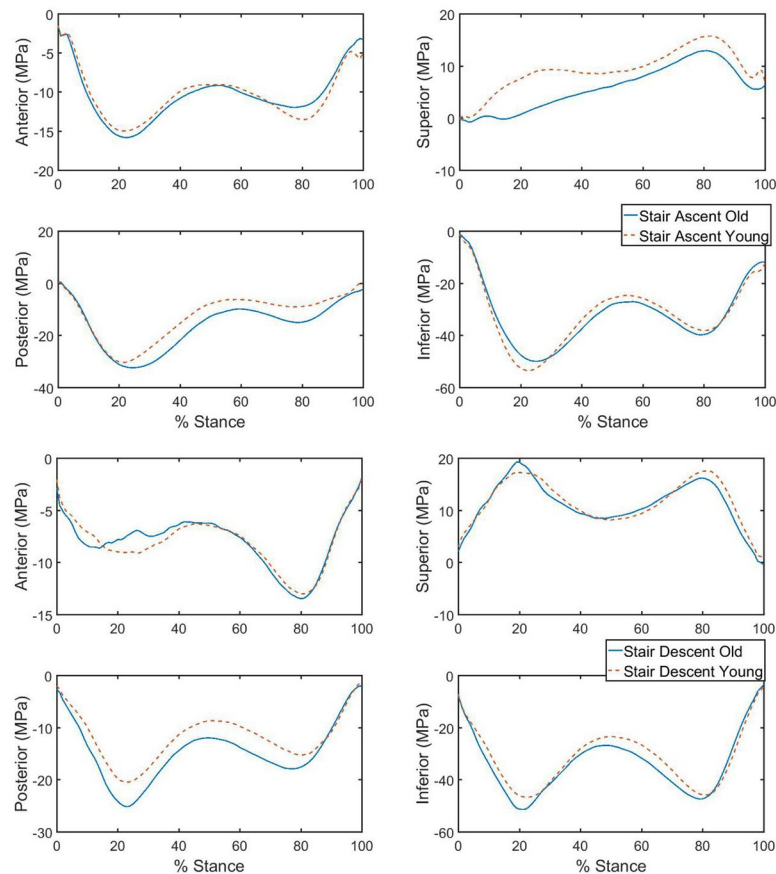 0
-5
-10
-15
-20
Anterior (MPa)
0 20 40 60 80 100
20
10
0
-10
Superior (MPa)
0 20 40 60 80 100
Stair Ascent Old
Stair Ascent Young
20
0
-20
-40
Posterior (MPa)
0 20 40 60 80 100
% Stance
0
-20
-40
-60
Inferior (MPa)
0 20 40 60 80 100
% Stance
0
-5
-10
-15
Anterior (MPa)
0 20 40 60 80 100
20
10
0
-10
Superior (MPa)
0 20 40 60 80 100
Stair Descent Old
Stair Descent Young
0
-10
-20
-30
Posterior (MPa)
0 20 40 60 80 100
% Stance
0
-20
-40
-60
Inferior (MPa)
0 20 40 60 80 100
% Stance